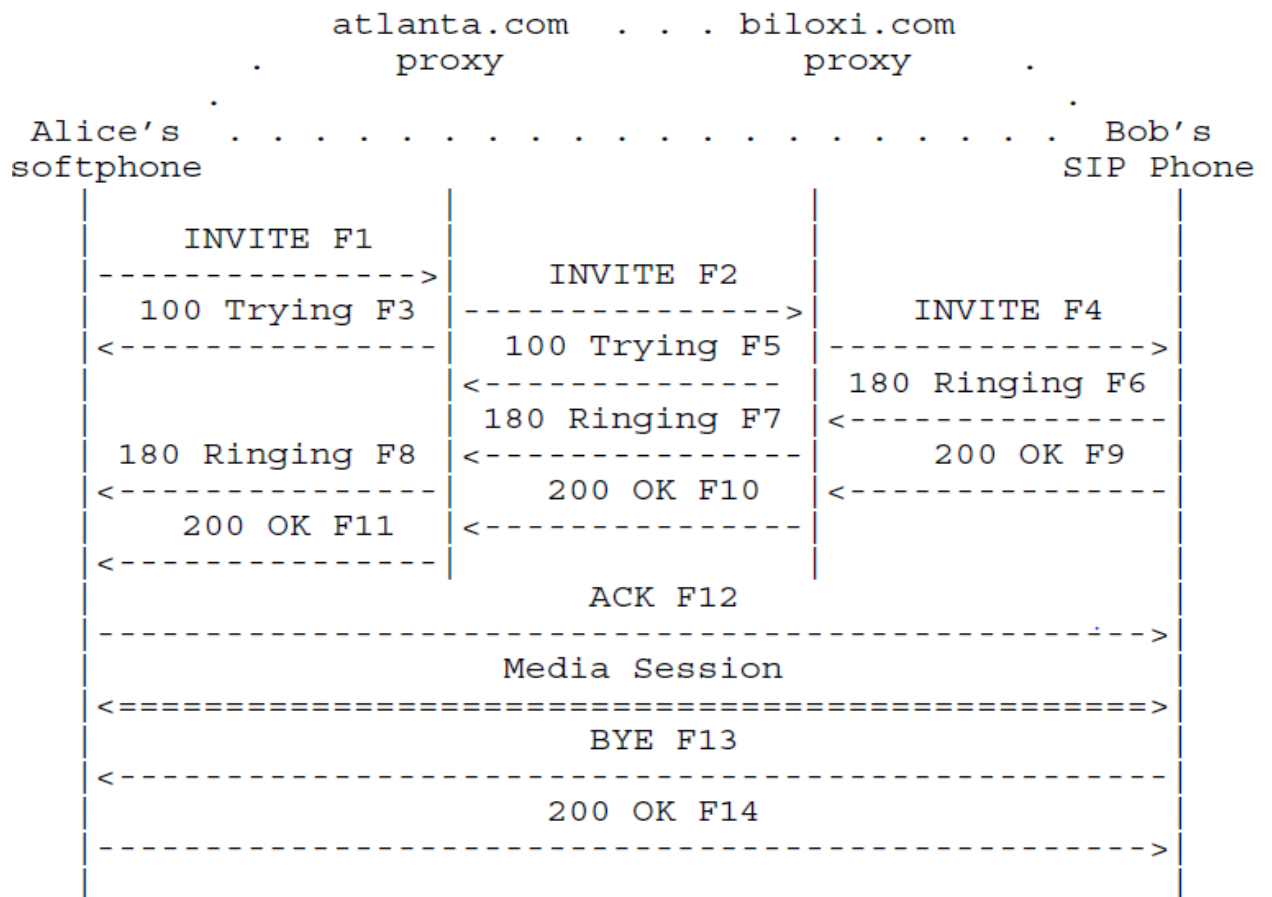 atlanta.com . . . biloxi.com
. proxy proxy .
. .
Alice’s . . . . . . . . . . . . . . . . . . . . Bob’s
softphone SIP Phone
INVITE F1
INVITE F2
100 Trying F3 INVITE F4
100 Trying F5
180 Ringing F6
180 Ringing F7
180 Ringing F8 200 OK F9
200 OK F10
200 OK F11
ACK F12
Media Session
BYE F13
200 OK F14